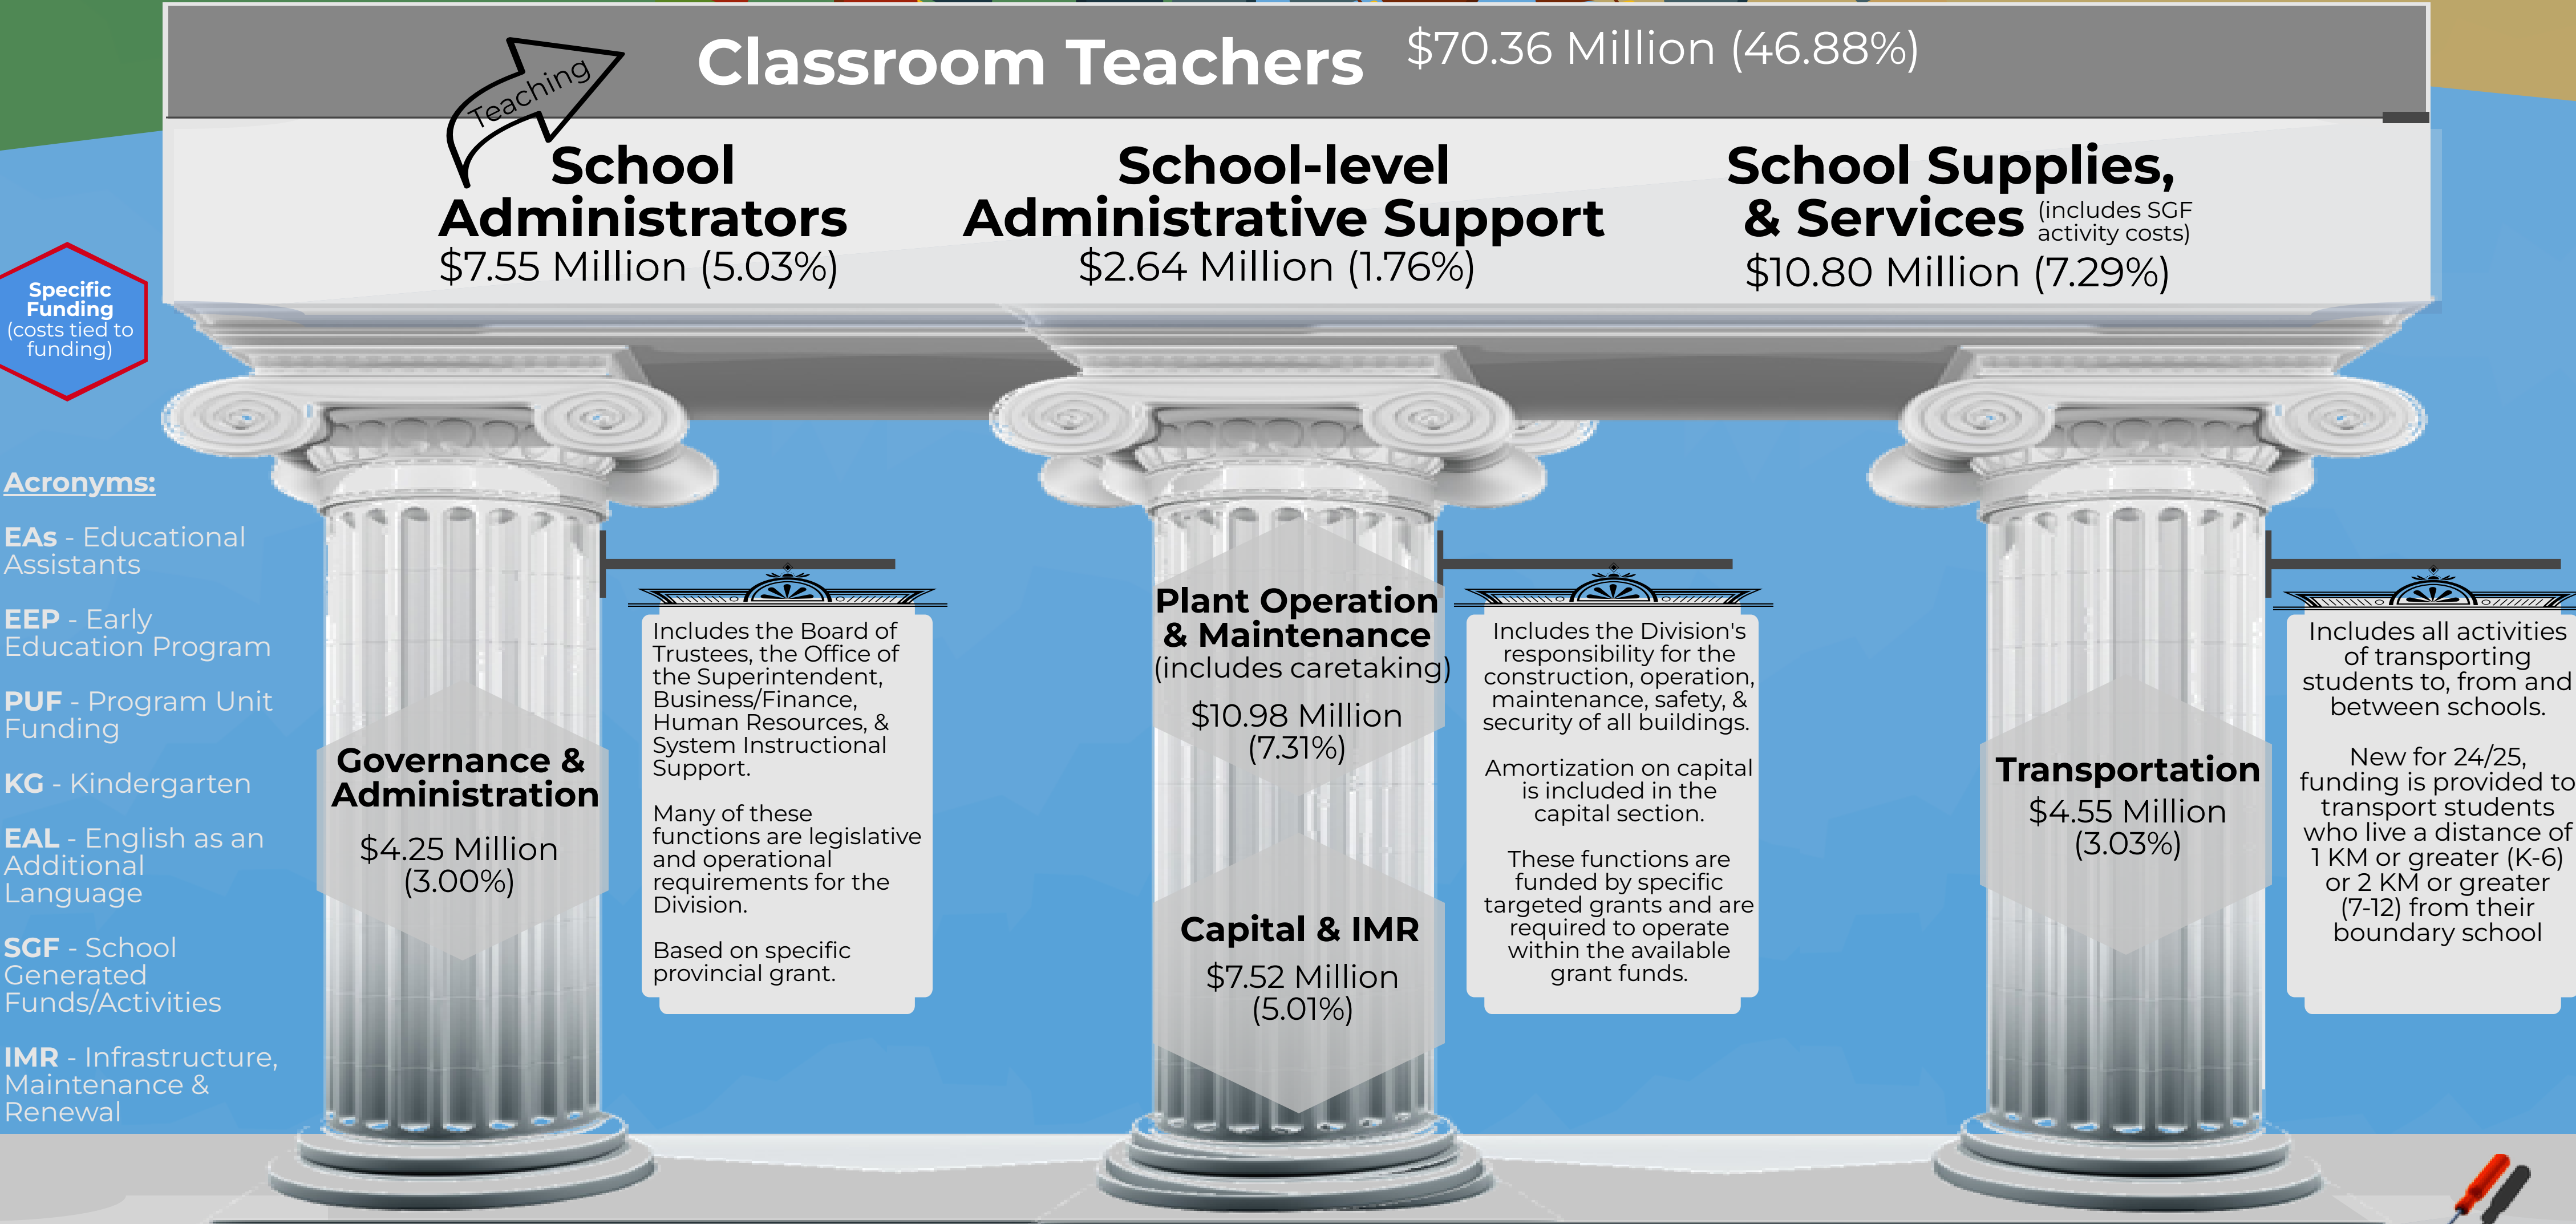 Classroom Teachers $70.36 Million (46.88%)
Teaching
School
Administrators
$7.55 Million (5.03%)
School-level
Administrative Support
$2.64 Million (1.76%)
School Supplies,
& Services (includes SGF
activity costs)
$10.80 Million (7.29%)
Specific
Funding
(costs tied to
funding)
Acronyms:
EAs - Educational
Assistants
EEP - Early
Education Program
PUF - Program Unit
Funding
KG - Kindergarten
EAL - English as an
Additional
Language
SGF - School
Generated
Funds/Activities
IMR - Infrastructure,
Maintenance &
Renewal
Governance &
Administration
$4.25 Million
(3.00%)
Includes the Board of
Trustees, the Office of
the Superintendent,
Business/Finance,
Human Resources, &
System Instructional
Support.
Many of these
functions are legislative
and operational
requirements for the
Division.
Based on specific
provincial grant.
Plant Operation
& Maintenance
(includes caretaking)
$10.98 Million
(7.31%)
Capital & IMR
$7.52 Million
(5.01%)
Includes the Division's
responsibility for the
construction, operation,
maintenance, safety, &
security of all buildings.
Amortization on capital
is included in the
capital section.
These functions are
funded by specific
targeted grants and are
required to operate
within the available
grant funds.
Transportation
$4.55 Million
(3.03%)
Includes all activities
of transporting
students to, from and
between schools.
New for 24/25,
funding is provided to
transport students
who live a distance of
1 KM or greater (K-6)
or 2 KM or greater
(7-12) from their
boundary school